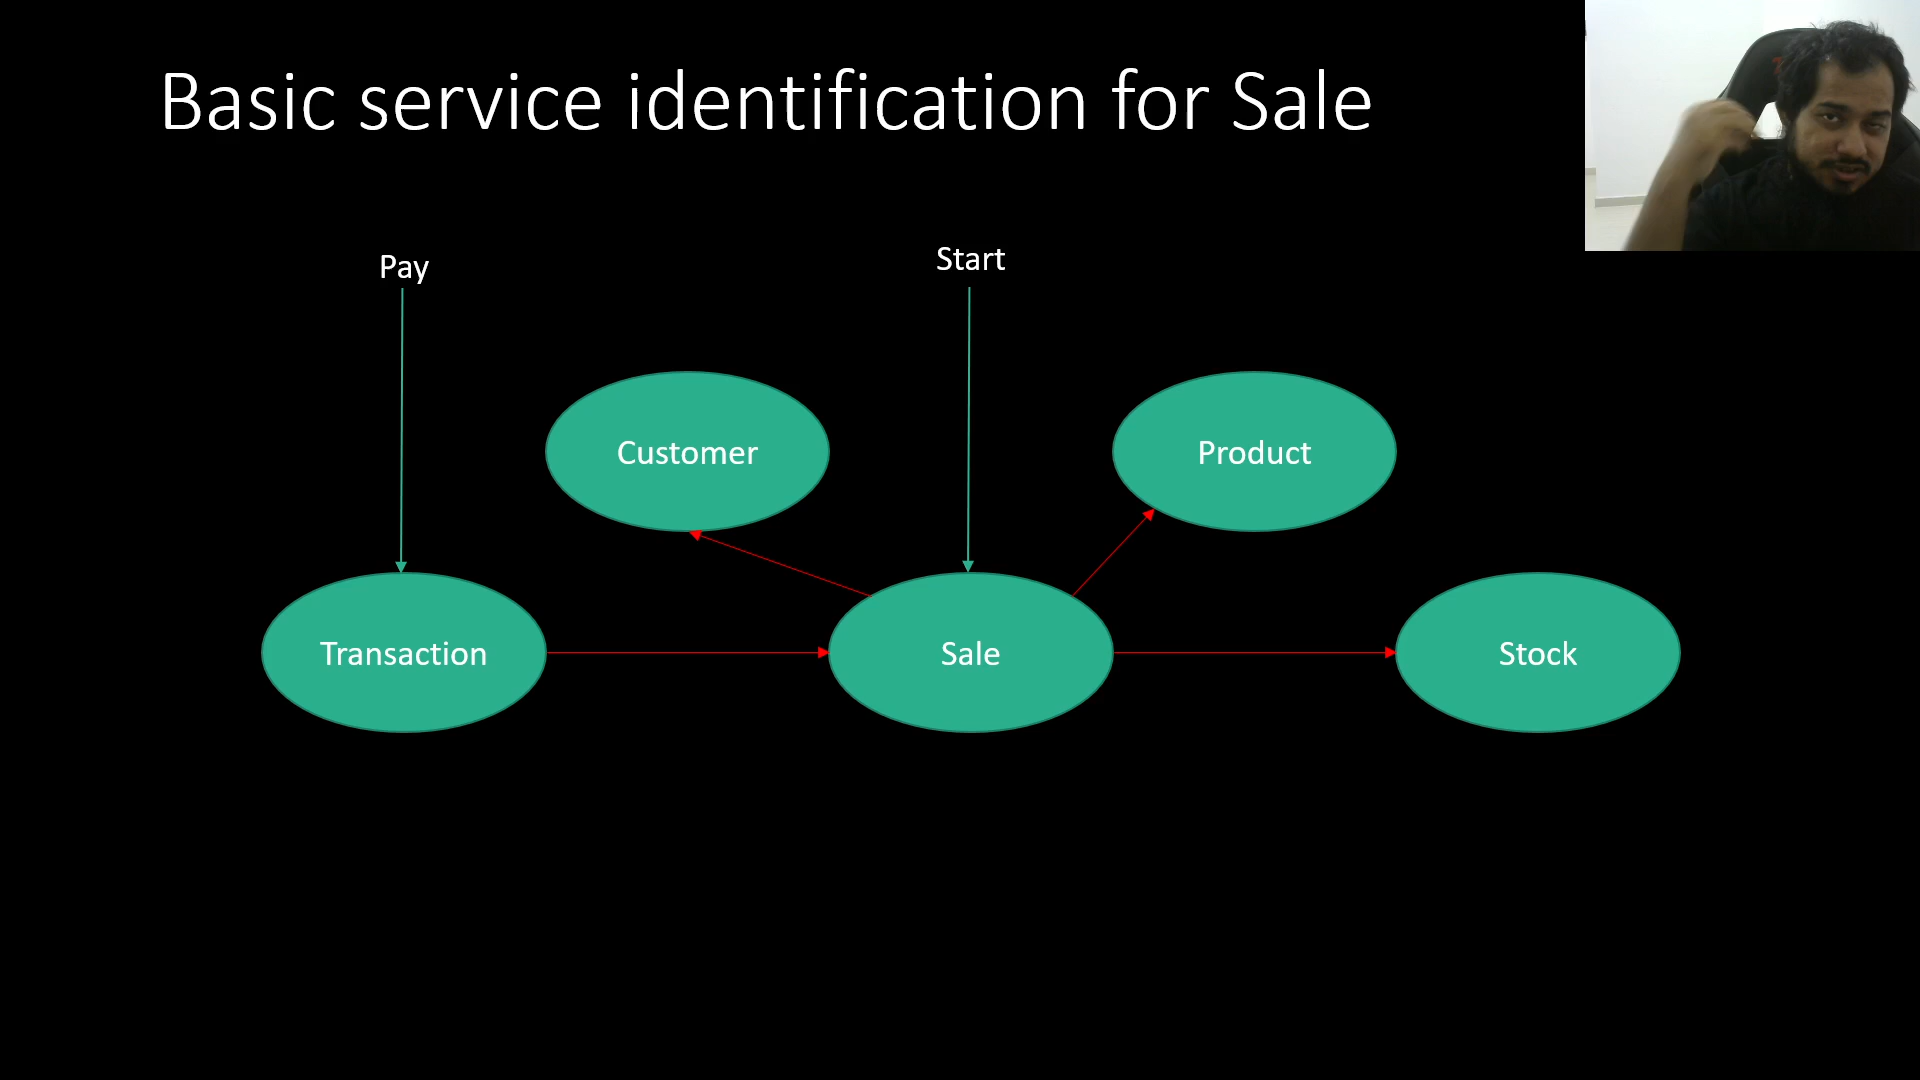 Basic service identification for Sale
Pay
Start
Customer
Product
Transaction
Sale
Stock